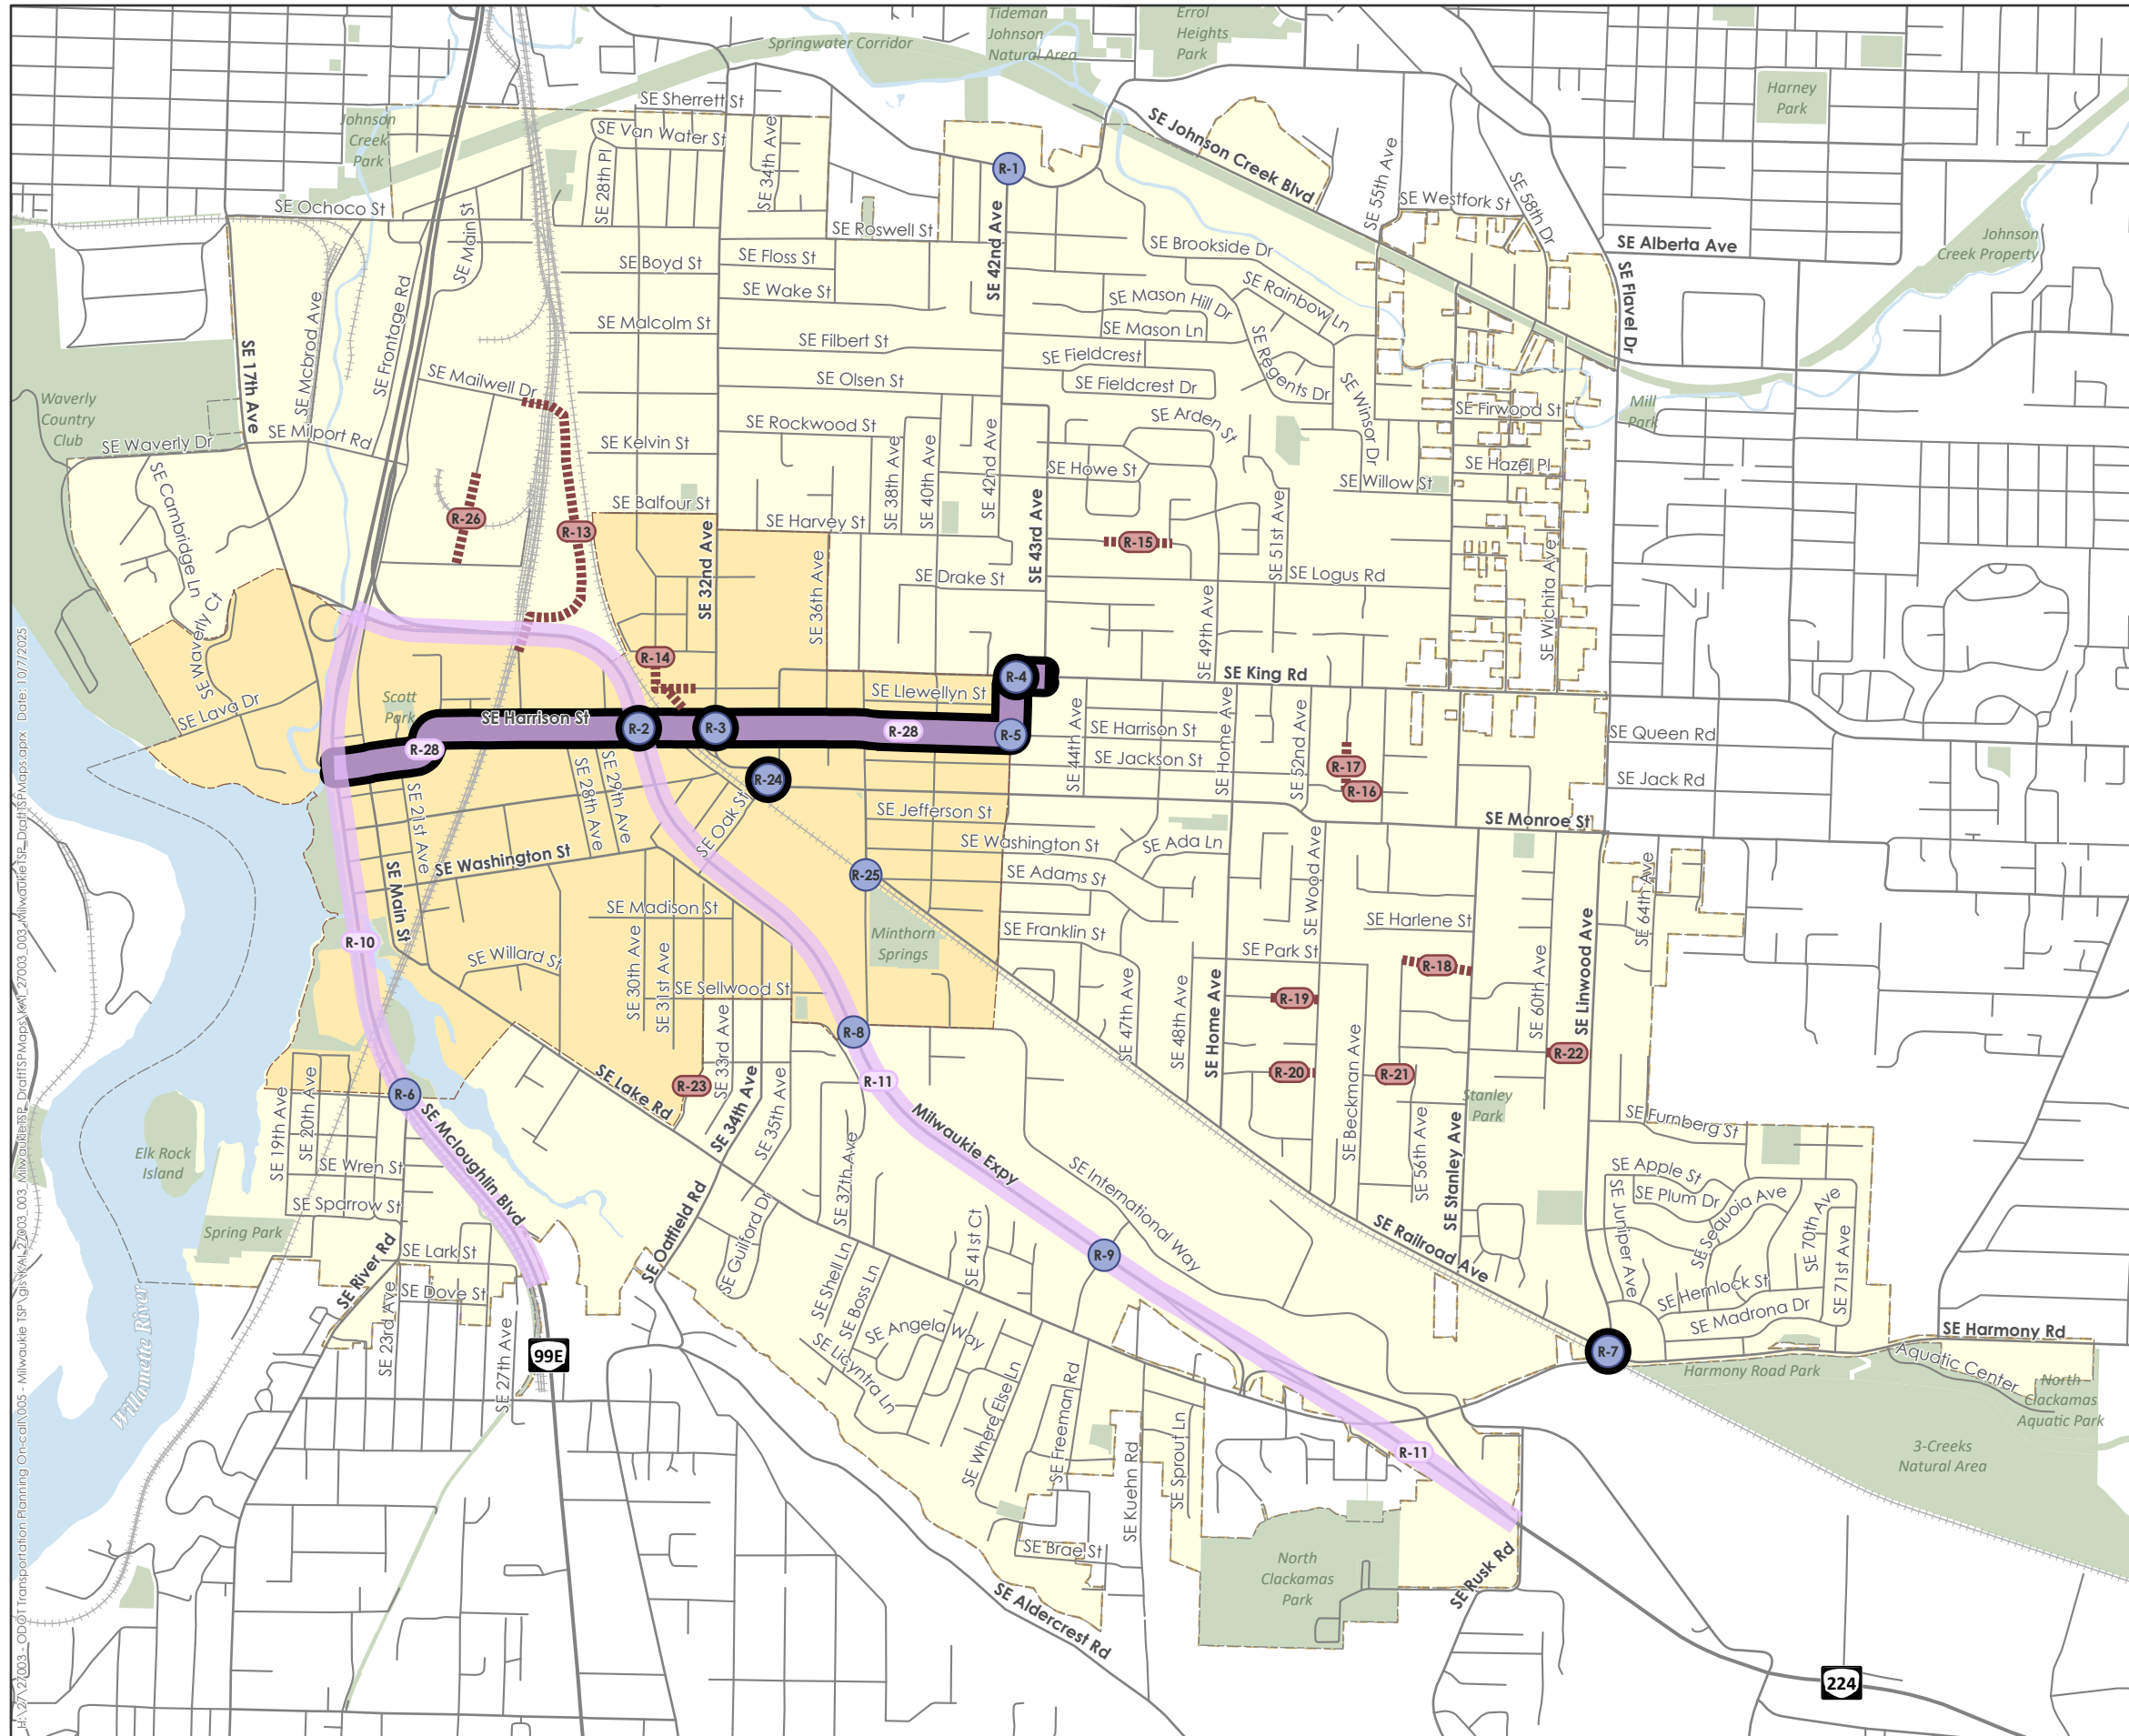 Tideman
Johnson
Natural Area
Errol
Heights
Park
Springwater Corridor
Harney
Park
Johnson
Creek
Park
SE Sherrett St
SE Van Water St
SE 34th Ave
SE 28th Pl
R-1
SE Johnson Creek Blvd
SE 55th Ave
SE Westfork St
SE 58th Dr
SE Ochoco St
SE Main St
SE Roswell St
SE 42nd Ave
SE Brookside Dr
SE Alberta Ave
Johnson
Creek Property
SE Boyd St
SE Floss St
SE Wake St
SE Mason Hill Dr
SE Rainbow Ln
SE Flavel Dr
SE Mcbrod Ave
SE Frontage Rd
SE Malcolm St
SE Filbert St
SE Mason Ln
SE Fieldcrest
SE Regents Dr
SE 17th Ave
SE Mailwell Dr
SE Olsen St
SE Fieldcrest Dr
SE Winsor Dr
Waverly
Country
Club
SE Waverly Dr
SE Milport Rd
SE Rockwood St
SE Arden St
SE Firwood St
Mill
Park
SE Kelvin St
SE 38th Ave
SE 40th Ave
SE 42nd Ave
SE Howe St
SE Hazel Pl
SE Willow St
SE Cambridge Ln
R-26
R-13
SE Balfour St
SE Harvey St
SE 43rd Ave
R-15
SE 51st Ave
SE 32nd Ave
SE 36th Ave
SE Drake St
SE Logus Rd
SE Wichita Ave
SE Waverly Ct
SE 49th Ave
R-14
R-4
SE King Rd
SE Lava Dr
Scott
Park
SE Llewellyn St
SE Harrison St
R-2
R-3
R-28
R-5
R-28
SE 44th Ave
SE Harrison St
SE Jackson St
SE Home Ave
SE 52nd Ave
R-17
R-16
SE Queen Rd
SE Jack Rd
R-24
SE 21st Ave
SE 28th Ave
SE 29th Ave
SE Oak St
SE Jefferson St
SE Monroe St
SE Washington St
SE Washington St
SE Ada Ln
SE Wood Ave
SE Main St
R-25
SE Adams St
SE 64th Ave
SE Madison St
SE Harlene St
SE Linwood Ave
R-10
SE Willard St
SE 30th Ave
SE 31st Ave
Minthorn
Springs
SE Franklin St
SE Park St
R-18
SE 60th Ave
SE Sellwood St
R-19
SE 47th Ave
SE 48th Ave
SE Home Ave
R-8
SE Beckman Ave
R-22
R-6
SE 19th Ave
SE 20th Ave
SE Lake Rd
R-23
SE 33rd Ave
SE 34th Ave
SE 35th Ave
R-11
R-20
R-21
Stanley
Park
SE Furnberg St
Elk Rock
Island
SE Mcloughlin Blvd
SE Wren St
SE Sparrow St
SE 37th Ave
Milwaukie Expy
SE International Way
SE 56th Ave
SE Stanley Ave
SE Apple St
SE Plum Dr
SE Sequoia Ave
SE 70th Ave
SE 71st Ave
Spring Park
SE River Rd
SE Lark St
SE Dove St
SE 23rd Ave
SE Oatfield Rd
SE Guilford Dr
SE Shell Ln
SE Boss Ln
SE 41st Ct
R-9
SE Railroad Ave
SE Juniper Ave
SE Hemlock St
SE Madrona Dr
SE Harmony Rd
Willamette River
SE 27th Ave
99E
SE Angela Way
SE Licyntra Ln
R-7
Harmony Road Park
Aquatic Center
North
Clackamas
Aquatic Park
SE Where Else Ln
SE Freeman Rd
SE Kuehn Rd
SE Sprout Ln
R-11
3-Creeks
Natural Area
SE Brae St
North
Clackamas
Park
SE Rusk Rd
SE Aldercrest Rd
224
H:\27\27003 - ODOT Transportation Planning On-call\005 - Milwaukie TSP\gis\KAI_27003_003_MilwaukieTSP_DraftTSPMaps\KAI_27003_003_MilwaukieTSP_DraftTSPMaps.aprx Date: 10/7/2025